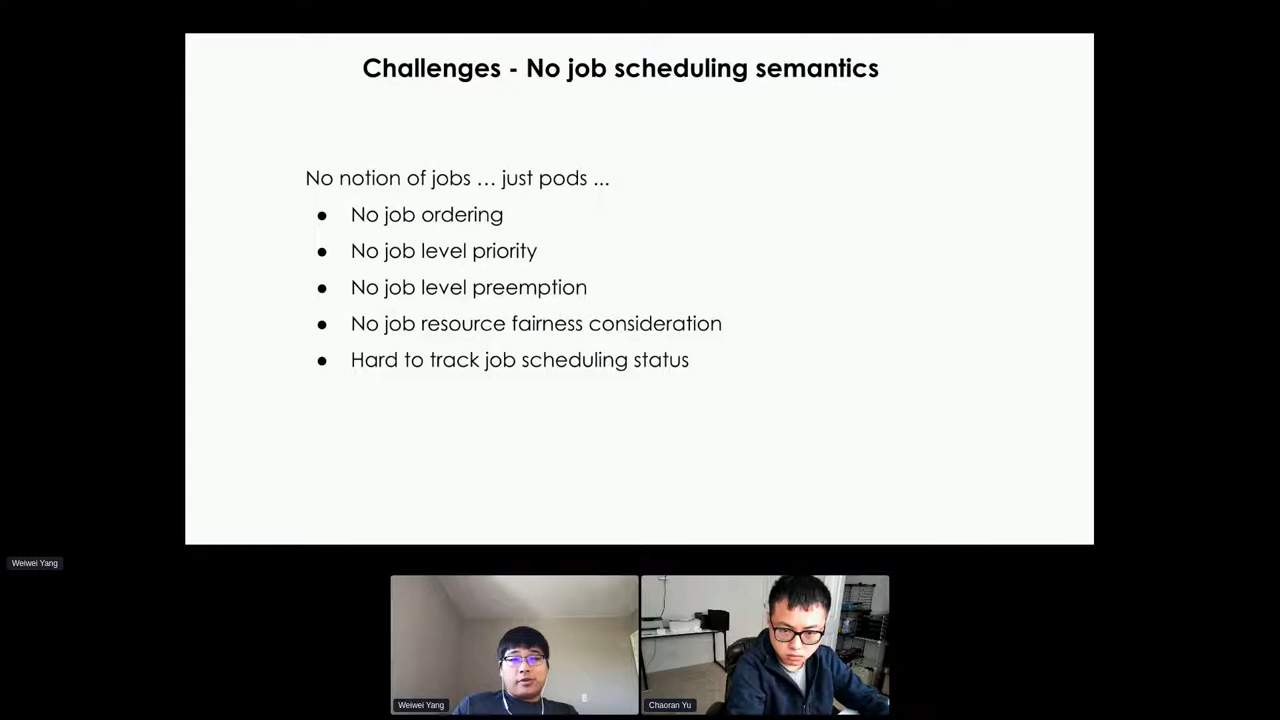 Challenges - No job scheduling semantics
No notion of jobs … just pods ...
● No job ordering
● No job level priority
● No job level preemption
● No job resource fairness consideration
● Hard to track job scheduling status
Weiwei Yang
Weiwei Yang
Chaoran Yu